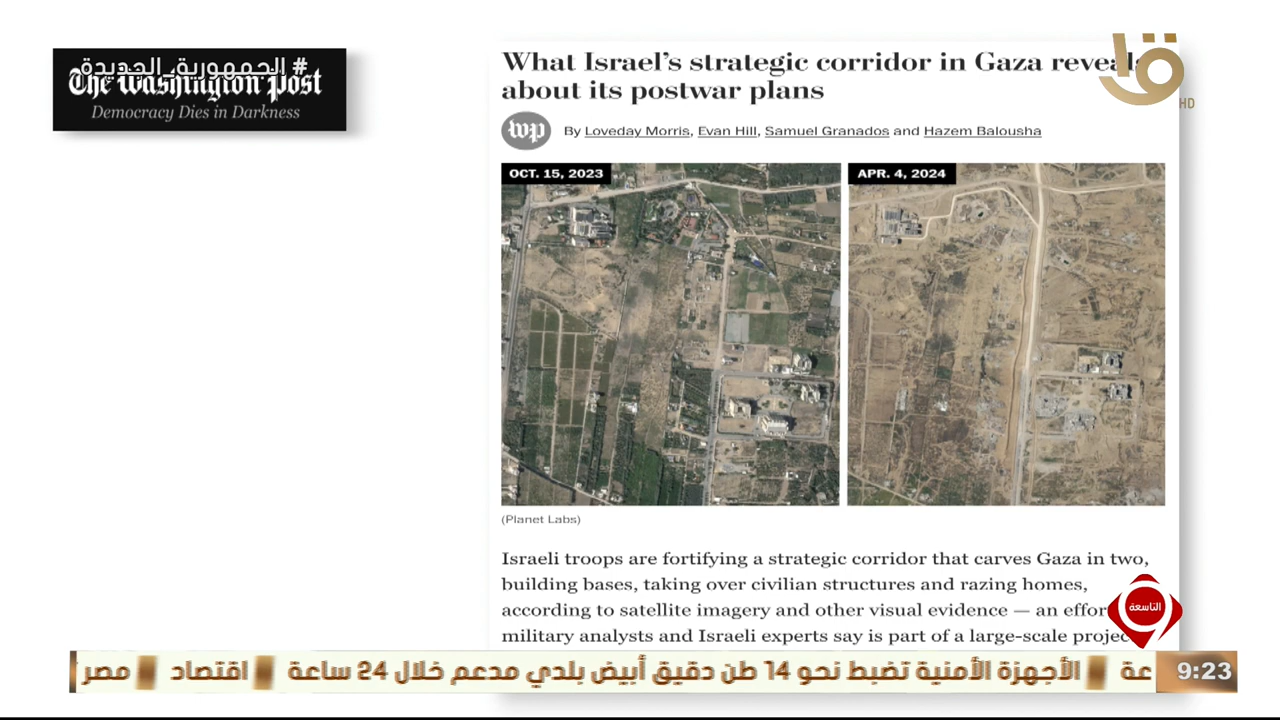 #الجمهورية_الجديدة
The Washington Post
Democracy Dies in Darkness
What Israel's strategic corridor in Gaza reveals
about its postwar plans
wp
By Loveday Morris, Evan Hill, Samuel Granados and Hazem Balousha
OCT. 15, 2023
APR. 4, 2024
(Planet Labs)
Israeli troops are fortifying a strategic corridor that carves Gaza in two,
building bases, taking over civilian structures and razing homes,
according to satellite imagery and other visual evidence — an effort
military analysts and Israeli experts say is part of a large-scale project
HD
التاسعة
عة الأجهزة الأمنية تضبط نحو 14 طن دقيق أبيض بلدي مدعم خلال 24 ساعة اقتصاد مصر
9:23